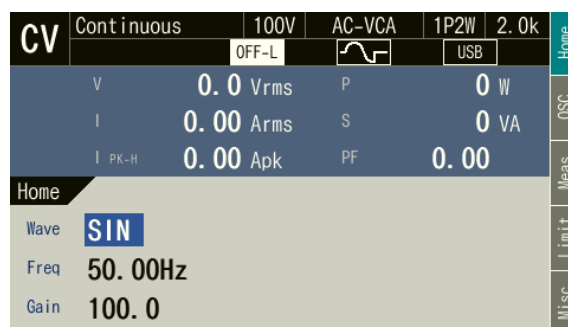 CV Continuous 100V AC-VCA 1P2W 2.0k
OFF-L USB
V 0.0 Vrms P 0 W
I 0.00 Arms S 0 VA
I PK-H 0.00 Apk PF 0.00
Home
Wave SIN
Freq 50.00Hz
Gain 100.0
Home
OSC
Meas
Limit
Misc